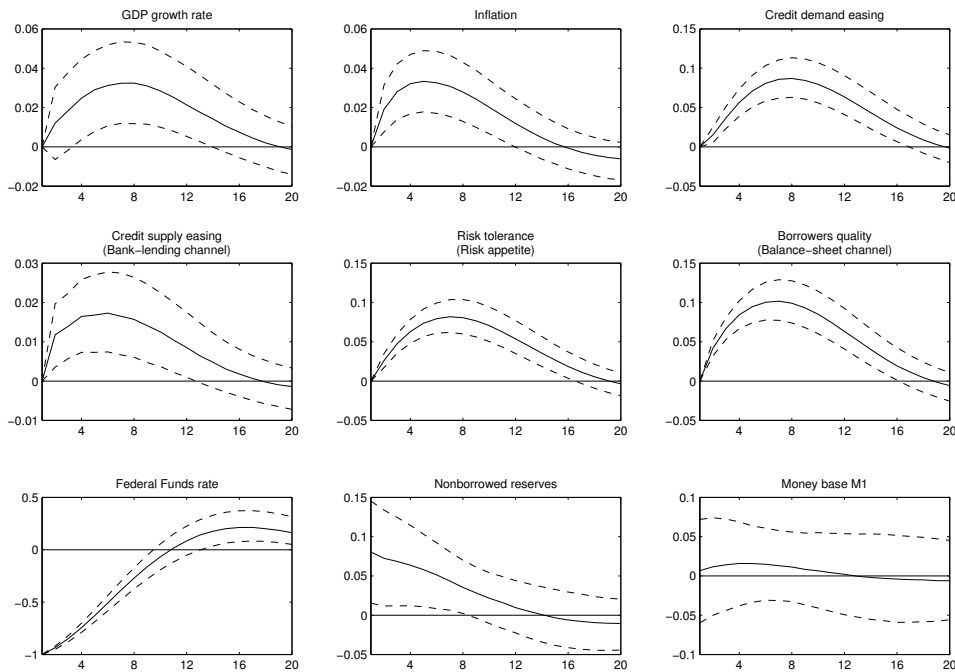 GDP growth rate
0.06
0.04
0.02
0
−0.02
4 8 12 16 20
Inflation
0.06
0.04
0.02
0
−0.02
4 8 12 16 20
Credit demand easing
0.1
0.05
0
−0.05
4 8 12 16 20
Credit supply easing
(Bank−lending channel)
0.03
0.02
0.01
0
−0.01
4 8 12 16 20
Risk tolerance
(Risk appetite)
0.15
0.1
0.05
0
−0.05
4 8 12 16 20
Borrowers quality
(Balance−sheet channel)
0.15
0.1
0.05
0
−0.05
4 8 12 16 20
Federal Funds rate
0.5
0
−0.5
−1
4 8 12 16 20
Nonborrowed reserves
0.15
0.1
0.05
0
0.05
4 8 12 16 20
Money base M1
0.1
0.05
0
−0.05
0.1
4 8 12 16 20